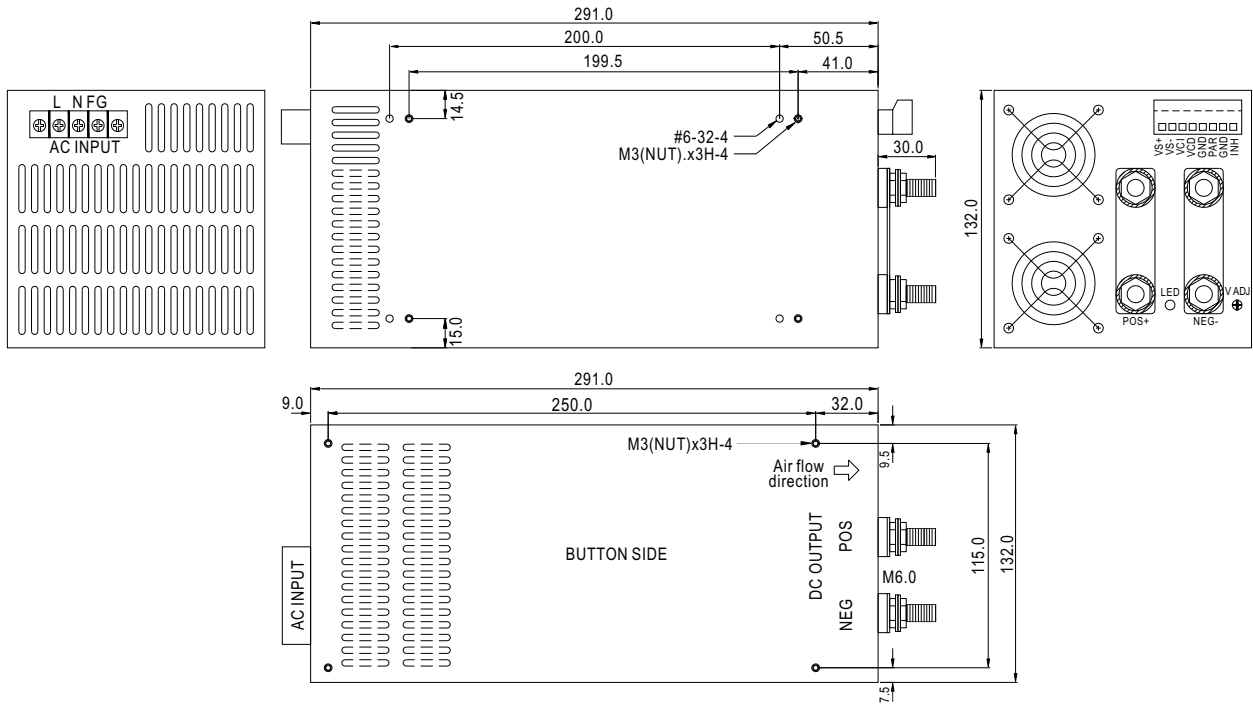 291.0
200.0
50.5
199.5
41.0
14.5
L N FG
AC INPUT
#6-32-4
M3(NUT).x3H-4
30.0
15.0
132.0
VS+
VS-
VCI
VCD
GND
PAR
GND
INH
LED
V ADJ
POS+
NEG-
291.0
9.0
250.0
32.0
M3(NUT)x3H-4
9.5
Air flow
direction
DC OUTPUT
POS
BUTTON SIDE
AC INPUT
M6.0
NEG
115.0
132.0
7.5